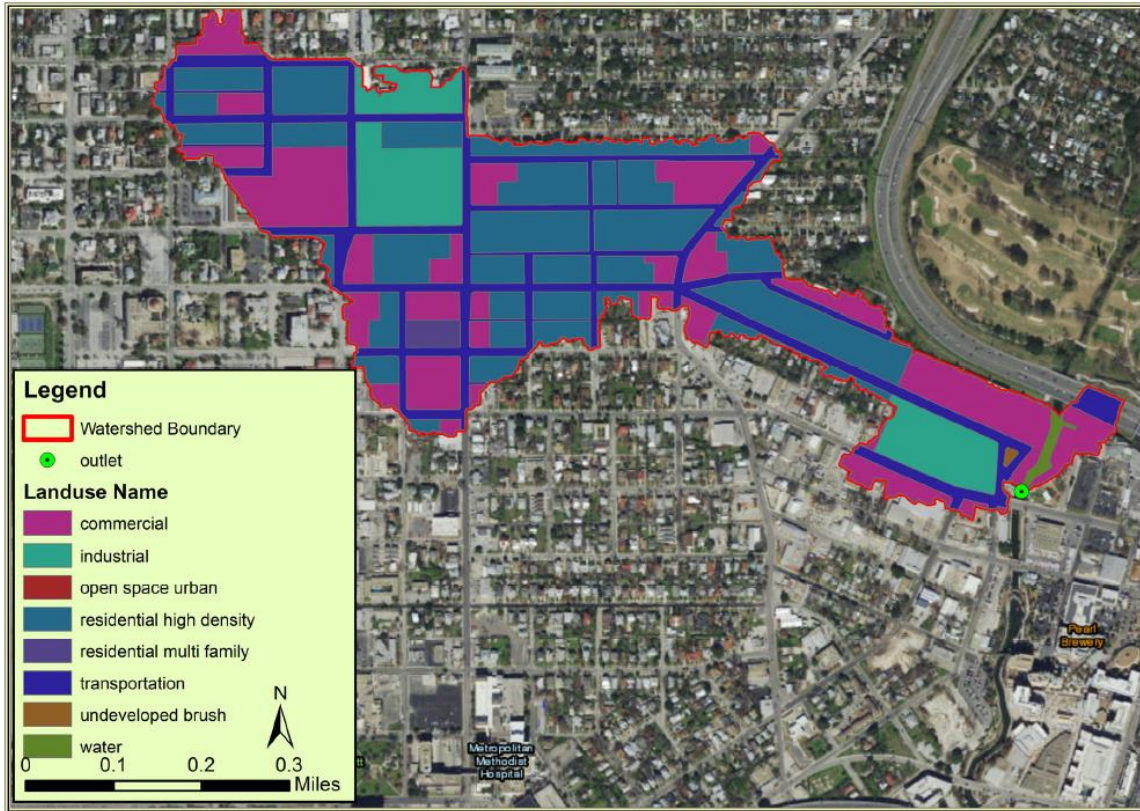 Legend
Watershed Boundary
outlet
Landuse Name
commercial
industrial
open space urban
residential high density
residential multi family
transportation
undeveloped brush
water
N
0 0.1 0.2 0.3
Miles
Metropolitan
Methodist
Hospital
Pearl
Brewery